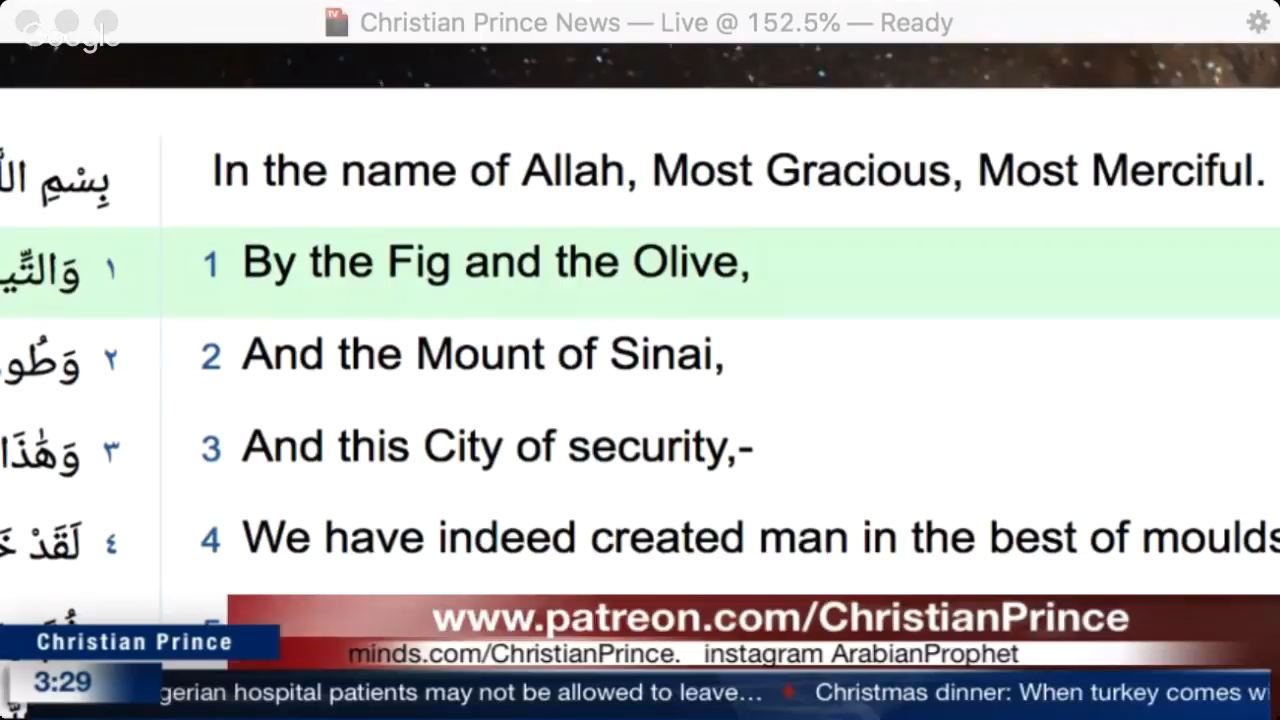 Christian Prince News — Live @ 152.5% — Ready
Google
In the name of Allah, Most Gracious, Most Merciful.
بِسْمِ
1 By the Fig and the Olive,
١
2 And the Mount of Sinai,
٢
3 And this City of security,-
٣
4 We have indeed created man in the best of moulds
٤ لَقَدْ
www.patreon.com/ChristianPrince
Christian Prince
minds.com/ChristianPrince. instagram ArabianProphet
3:29
gerian hospital patients may not be allowed to leave... ♦ Christmas dinner: When turkey comes w